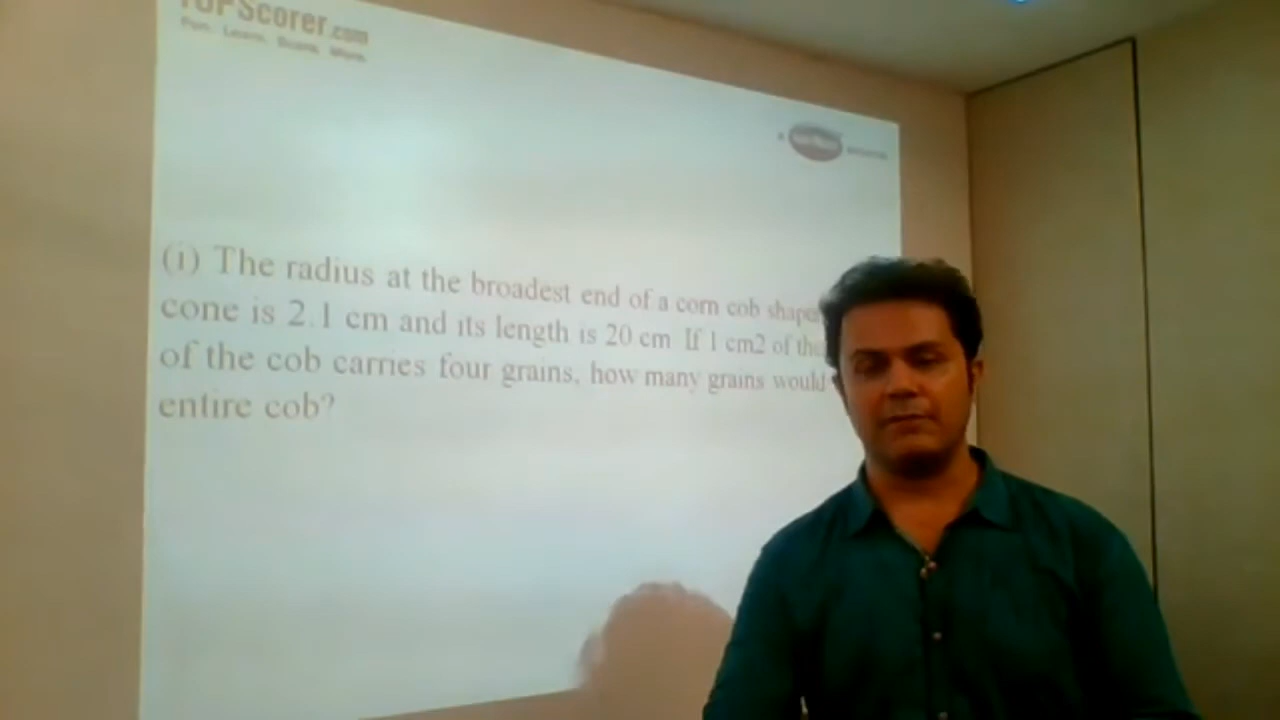 TOPScorer.com
Fun. Learn. Score. More.
(i) The radius at the broadest end of a corn cob shape
cone is 2.1 cm and its length is 20 cm If 1 cm2 of the
of the cob carries four grains, how many grains would
entire cob?